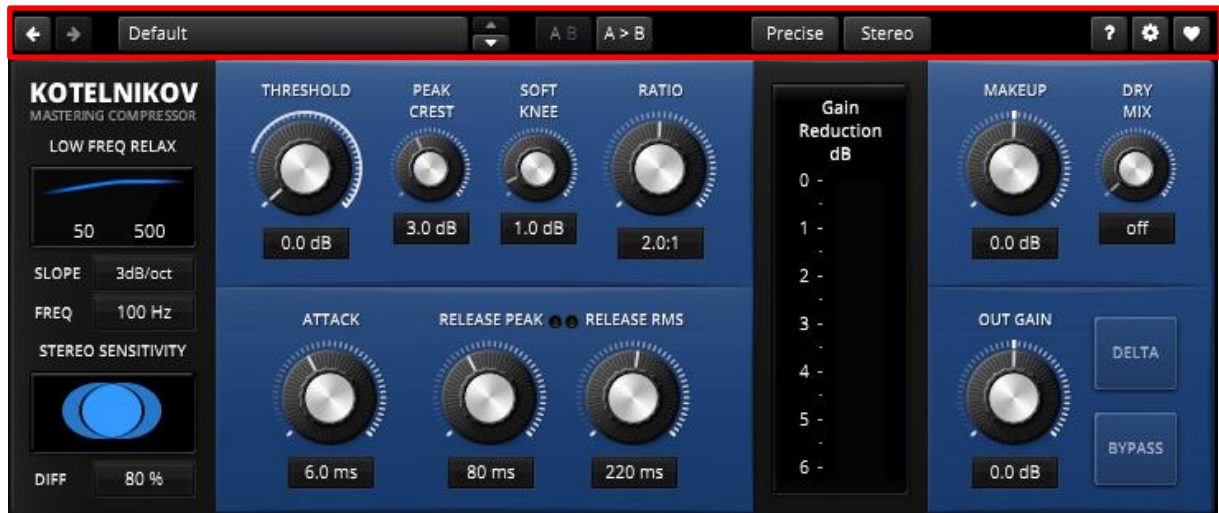 Default
A B
A > B
Precise
Stereo
?
KOTELNIKOV
MASTERING COMPRESSOR
LOW FREQ RELAX
50 500
SLOPE 3dB/oct
FREQ 100 Hz
STEREO SENSITIVITY
DIFF 80 %
THRESHOLD
0.0 dB
PEAK
CREST
3.0 dB
SOFT
KNEE
1.0 dB
RATIO
2.0:1
ATTACK
6.0 ms
RELEASE PEAK
80 ms
RELEASE RMS
220 ms
Gain
Reduction
dB
0 -
1 -
2 -
3 -
4 -
5 -
6 -
MAKEUP
0.0 dB
DRY
MIX
off
OUT GAIN
0.0 dB
DELTA
BYPASS